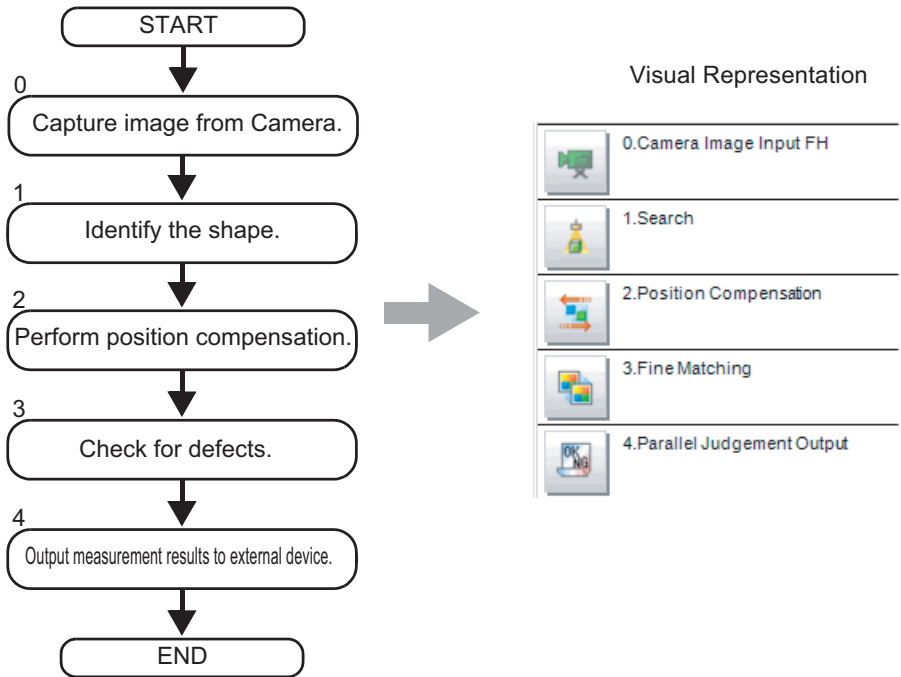 START
0
Capture image from Camera.
1
Identify the shape.
2
Perform position compensation.
3
Check for defects.
4
Output measurement results to external device.
END
Visual Representation
0.Camera Image Input FH
1.Search
2.Position Compensation
3.Fine Matching
OK
NG
4.Parallel Judgement Output